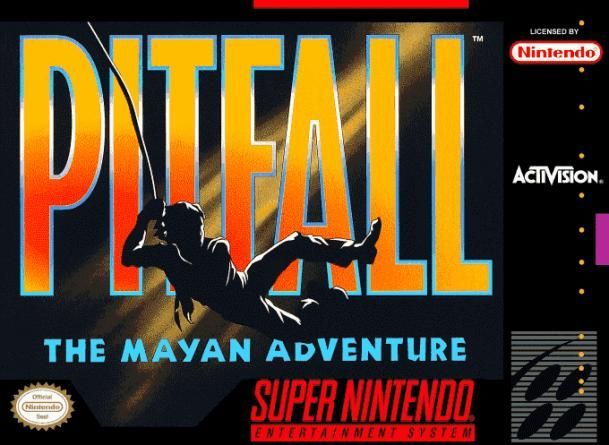 PITFALL™
THE MAYAN ADVENTURE
LICENSED BY
Nintendo
ACTIVISION®
Official
Nintendo
Seal
SUPER NINTENDO
ENTERTAINMENT SYSTEM